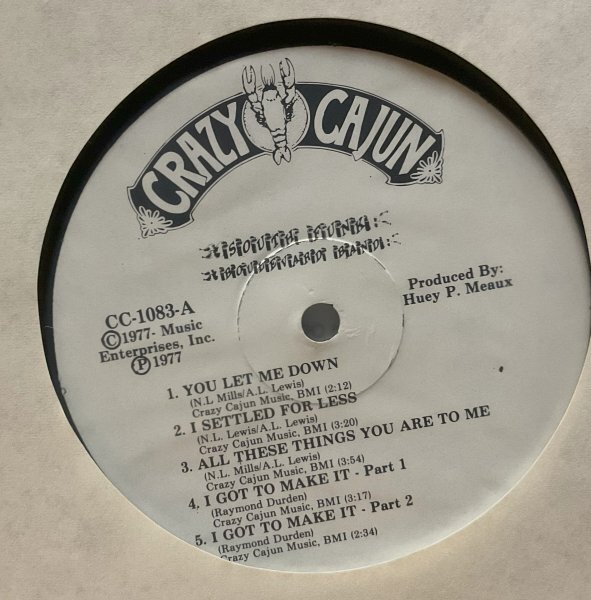 CRAZY CAJUN
SOUTH FUNK
BOULEVARD BAND
CC-1083-A
©1977- Music
Enterprises, Inc.
Ⓟ1977
Produced By:
Huey P. Meaux
1. YOU LET ME DOWN
(N.L Mills/A.L. Lewis)
Crazy Cajun Music, BMI (2:12)
2. I SETTLED FOR LESS
(N.L. Lewis/A.L. Lewis)
Crazy Cajun Music, BMI (3:20)
3. ALL THESE THINGS YOU ARE TO ME
(N.L. Mills/A.L. Lewis)
Crazy Cajun Music, BMI (3:54)
4. I GOT TO MAKE IT - Part 1
(Raymond Durden)
Crazy Cajun Music, BMI (3:17)
5. I GOT TO MAKE IT - Part 2
(Raymond Durden)
Crazy Cajun Music, BMI (2:34)